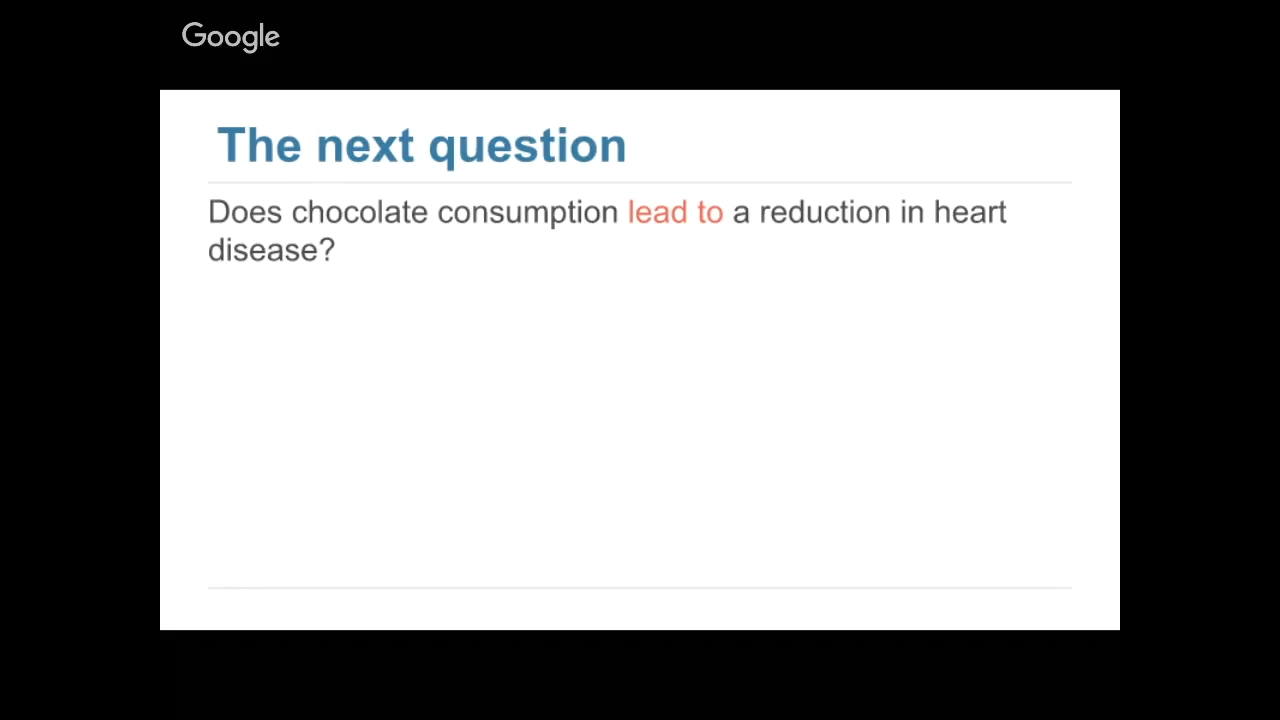 Google
The next question
Does chocolate consumption lead to a reduction in heart
disease?